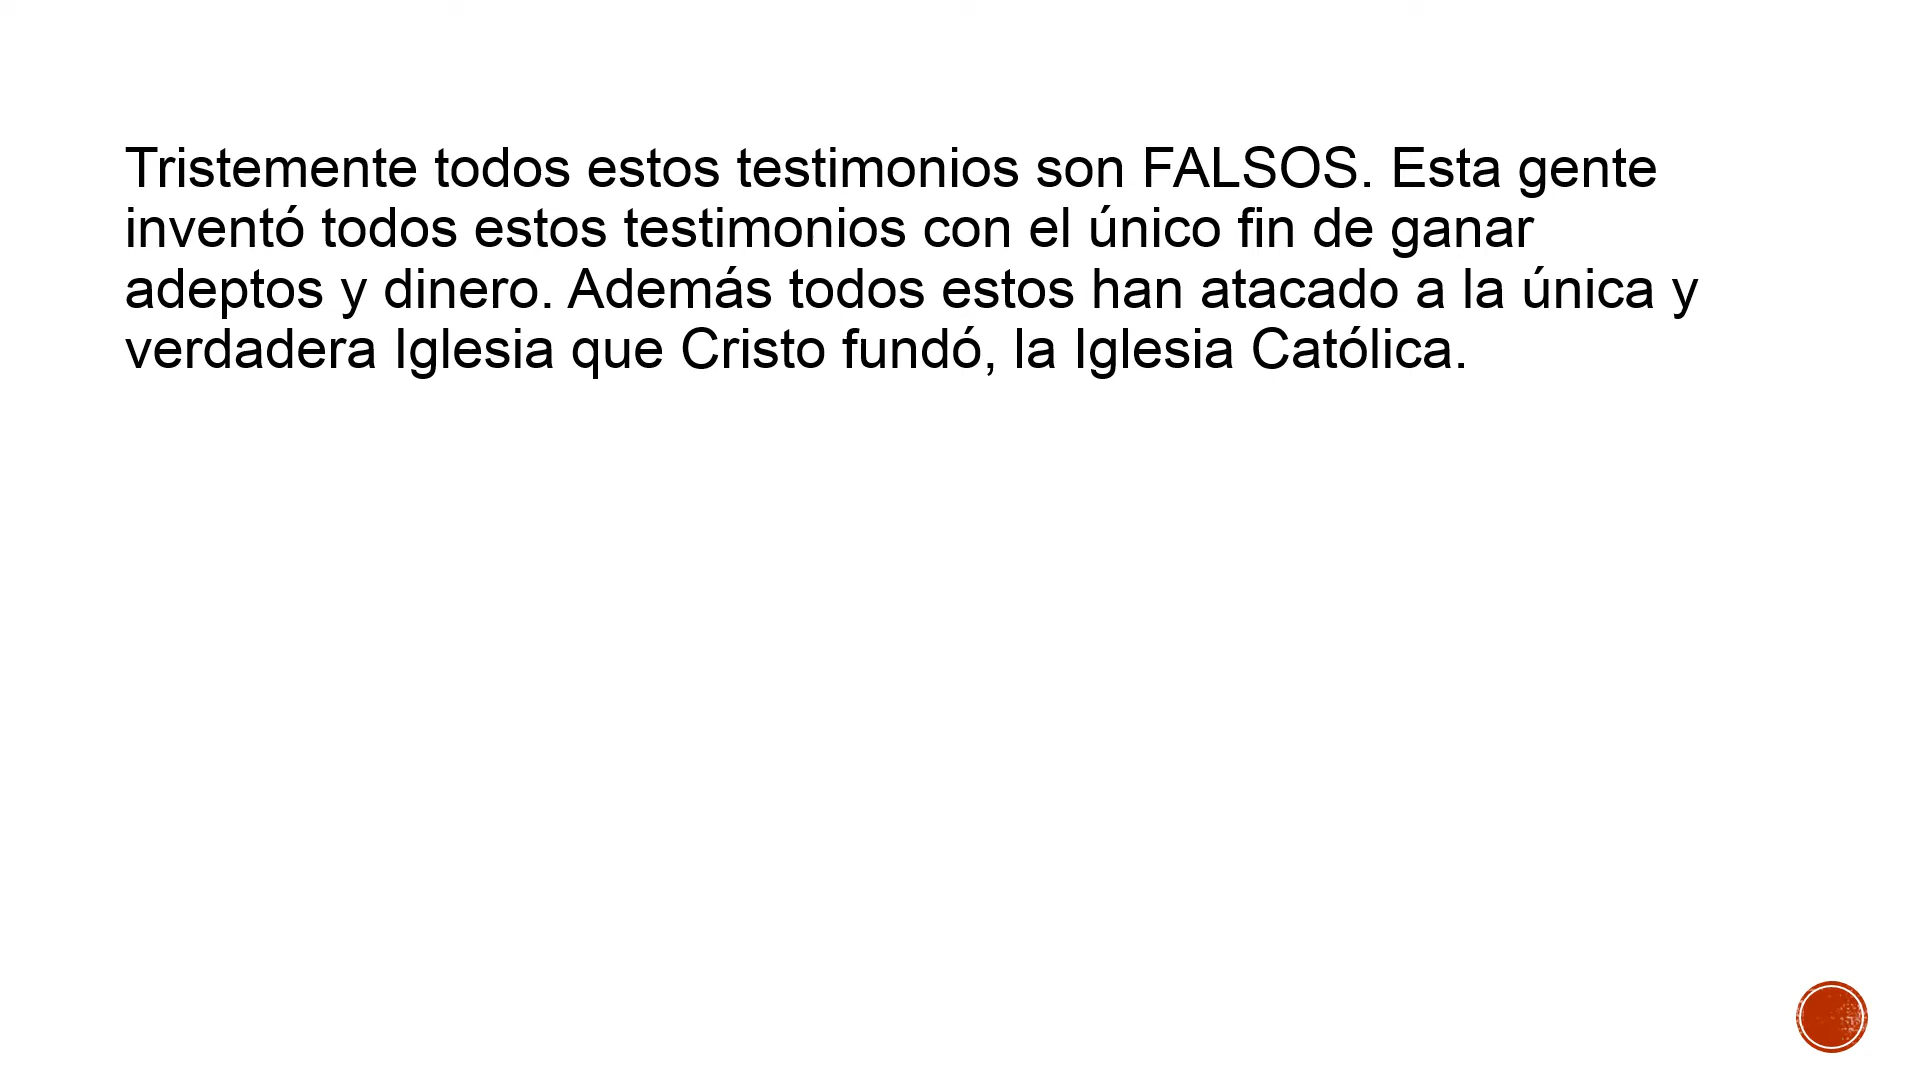 Tristemente todos estos testimonios son FALSOS. Esta gente
inventó todos estos testimonios con el único fin de ganar
adeptos y dinero. Además todos estos han atacado a la única y
verdadera Iglesia que Cristo fundó, la Iglesia Católica.